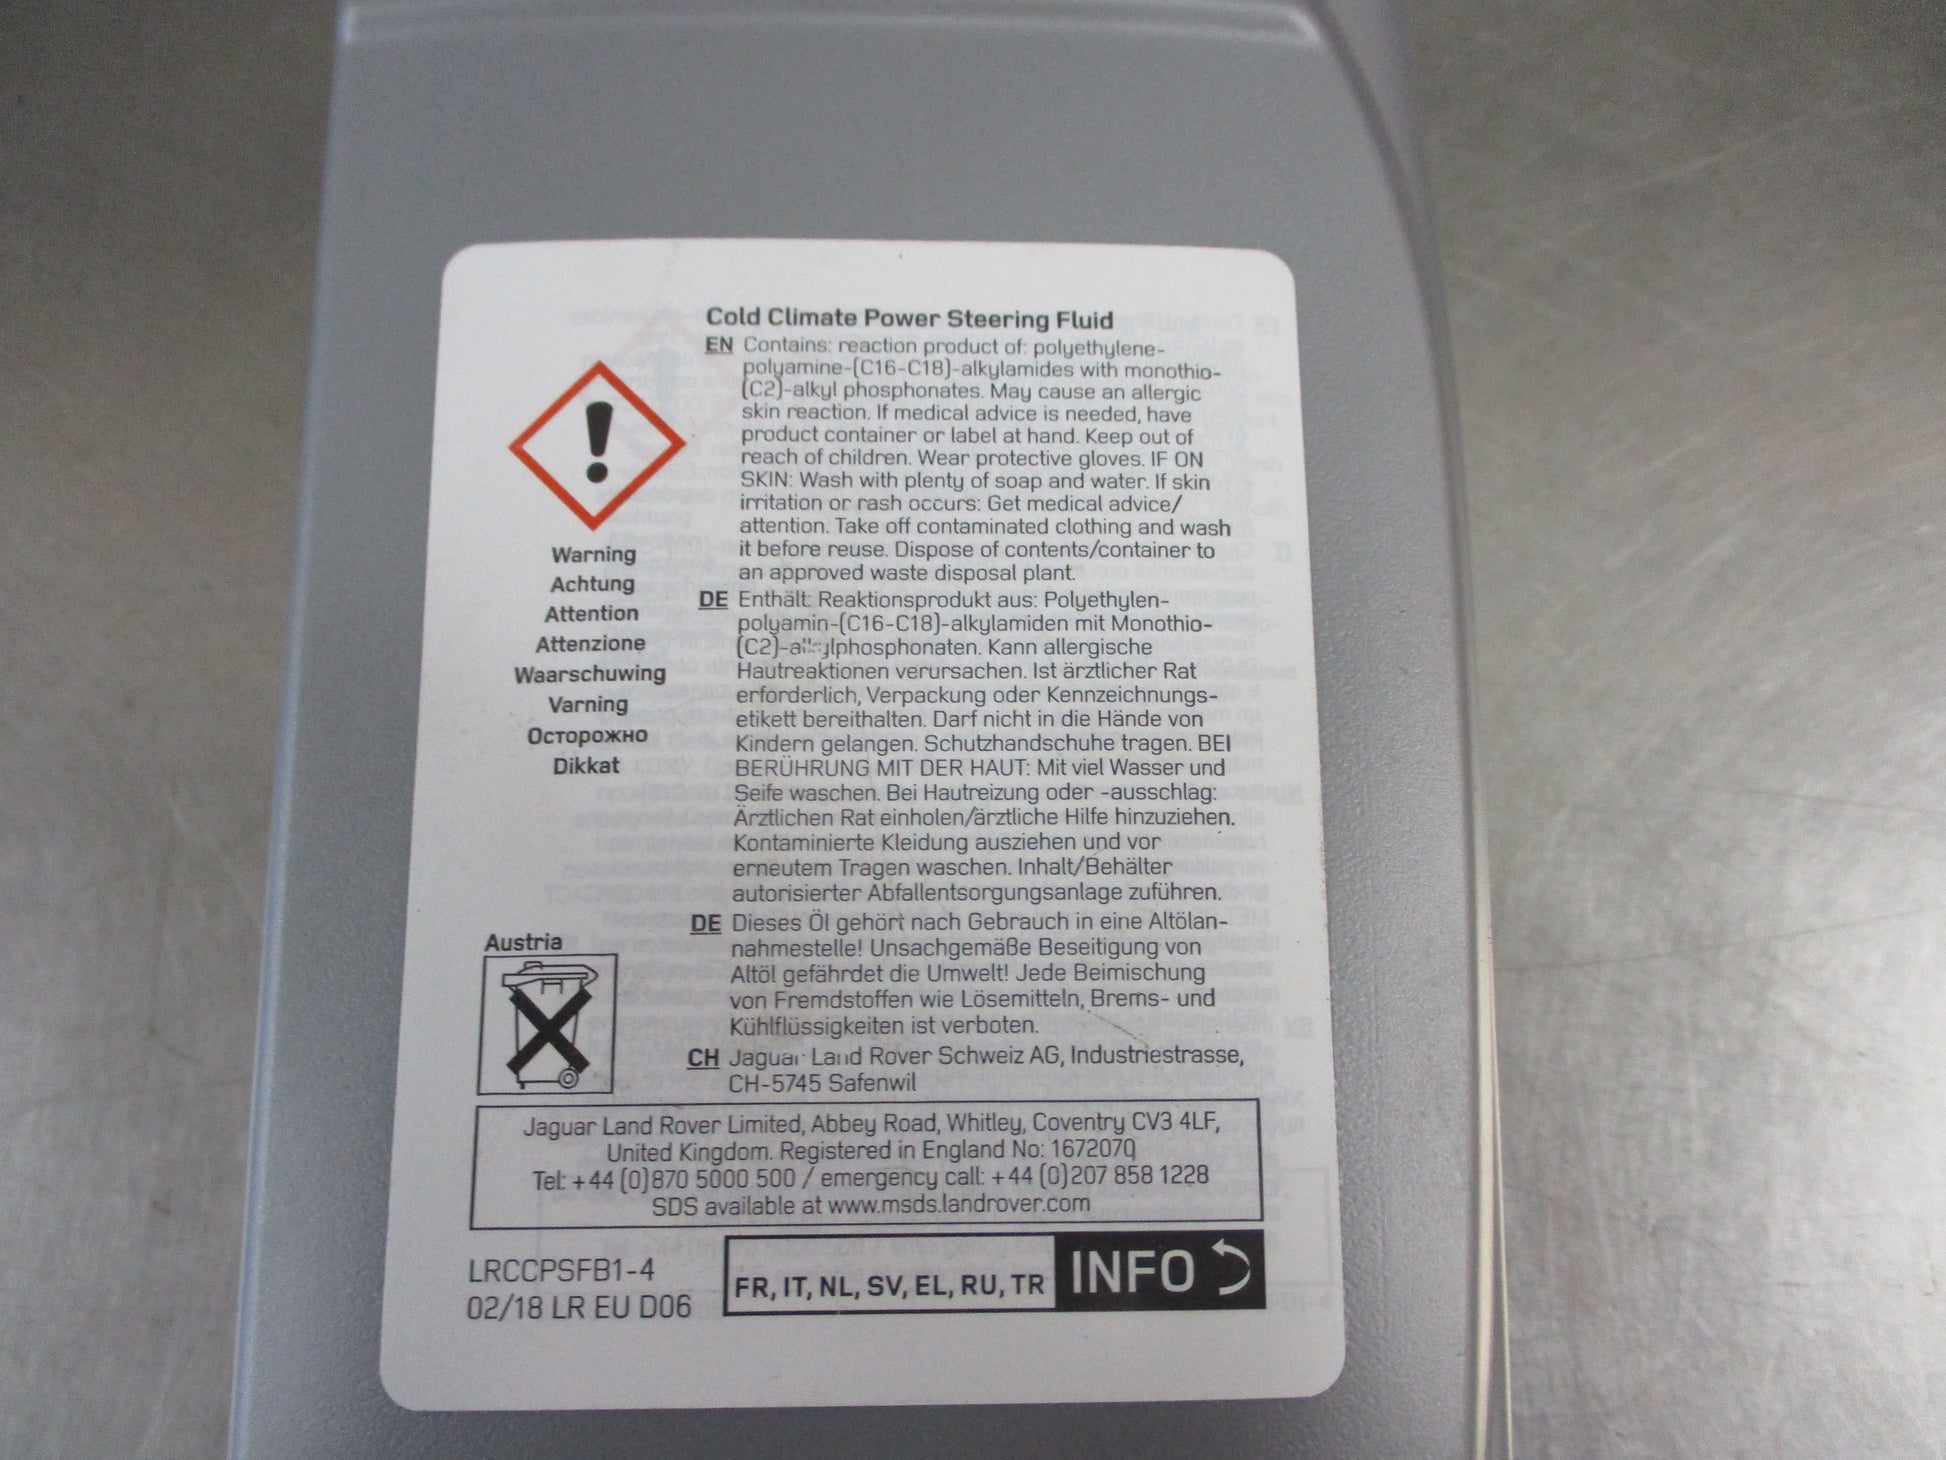 Cold Climate Power Steering Fluid
EN Contains: reaction product of: polyethylene-
polyamine-(C16-C18)-alkylamides with monothio-
(C2)-alkyl phosphonates. May cause an allergic
skin reaction. If medical advice is needed, have
product container or label at hand. Keep out of
reach of children. Wear protective gloves. IF ON
SKIN: Wash with plenty of soap and water. If skin
irritation or rash occurs: Get medical advice/
attention. Take off contaminated clothing and wash
it before reuse. Dispose of contents/container to
an approved waste disposal plant.
Warning
Achtung
Attention
Attenzione
Waarschuwing
Varning
Осторожно
Dikkat
DE Enthält: Reaktionsprodukt aus: Polyethylen-
polyamin-(C16-C18)-alkylamiden mit Monothio-
(C2)-alkylphosphonaten. Kann allergische
Hautreaktionen verursachen. Ist ärztlicher Rat
erforderlich, Verpackung oder Kennzeichnungs-
etikett bereithalten. Darf nicht in die Hände von
Kindern gelangen. Schutzhandschuhe tragen. BEI
BERÜHRUNG MIT DER HAUT: Mit viel Wasser und
Seife waschen. Bei Hautreizung oder -ausschlag:
Ärztlichen Rat einholen/ärztliche Hilfe hinzuziehen.
Kontaminierte Kleidung ausziehen und vor
erneutem Tragen waschen. Inhalt/Behälter
autorisierter Abfallentsorgungsanlage zuführen.
DE Dieses Öl gehört nach Gebrauch in eine Altölan-
nahmestelle! Unsachgemäße Beseitigung von
Altöl gefährdet die Umwelt! Jede Beimischung
von Fremdstoffen wie Lösemitteln, Brems- und
Kühlflüssigkeiten ist verboten.
Austria
CH Jaguar Land Rover Schweiz AG, Industriestrasse,
CH-5745 Safenwil
Jaguar Land Rover Limited, Abbey Road, Whitley, Coventry CV3 4LF,
United Kingdom. Registered in England No: 1672070
Tel: +44 (0)870 5000 500 / emergency call: +44 (0)207 858 1228
SDS available at www.msds.landrover.com
LRCCPSFB1-4
02/18 LR EU D06
FR, IT, NL, SV, EL, RU, TR INFO